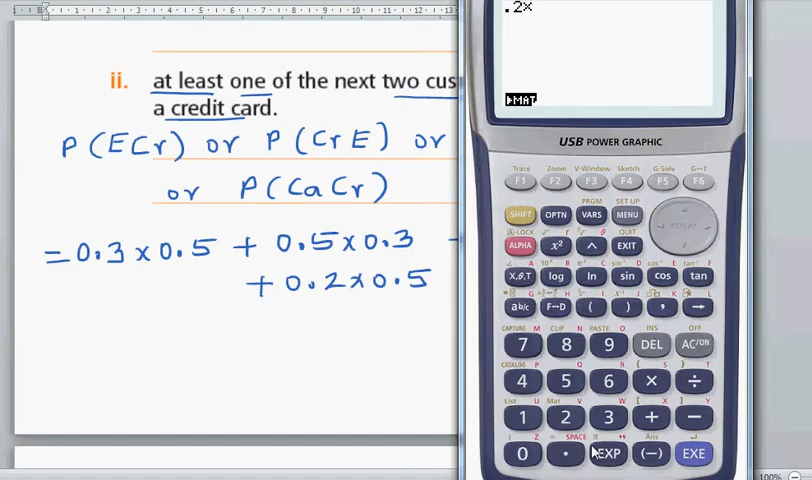 .2×
ii. at least one of the next two cus
a credit card.
P(ECr) or P(CrE) or
or P(CaCr)
= 0.3 × 0.5 + 0.5 × 0.3
+ 0.2 × 0.5
▶MAT
USB POWER GRAPHIC
Trace Zoom V-Window Sketch G-Solv G↔T
F1 F2 F3 F4 F5 F6
PRGM SET UP
SHIFT OPTN VARS MENU REPLAY
A-LOCK QUIT
ALPHA x² ^ EXIT
X,θ,T log ln sin cos tan
a b/c F↔D ( ) , →
CAPTURE CLIP PASTE INS OFF
7 8 9 DEL AC/ON
CATALOG
4 5 6 × ÷
List Mat
1 2 3 + −
SPACE π Ans
0 . EXP (−) EXE
100%